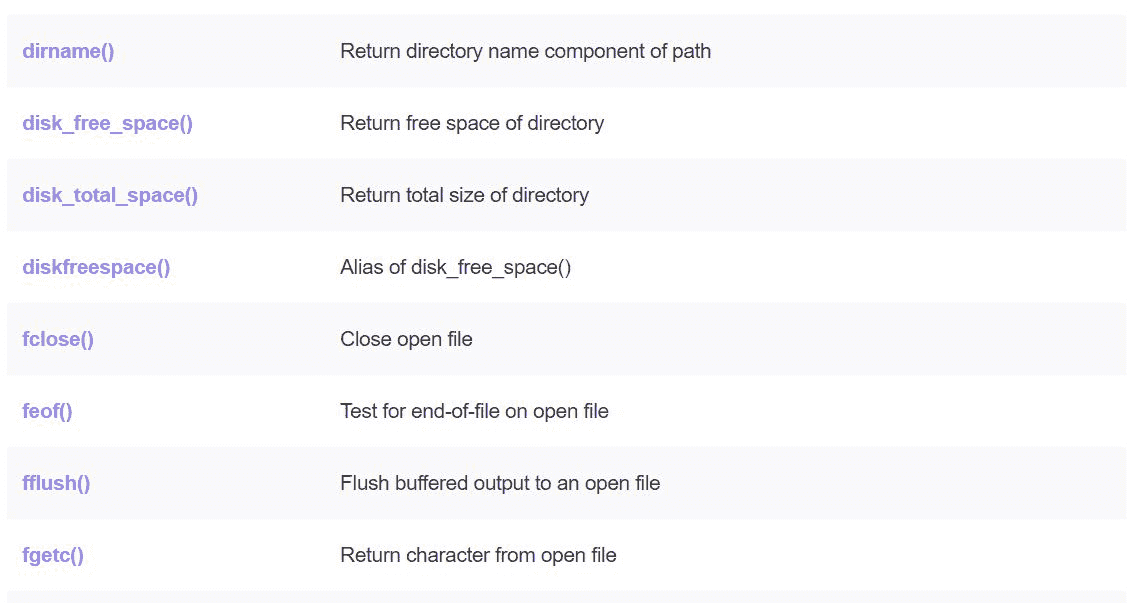 dirname() Return directory name component of path
disk_free_space() Return free space of directory
disk_total_space() Return total size of directory
diskfreespace() Alias of disk_free_space()
fclose() Close open file
feof() Test for end-of-file on open file
fflush() Flush buffered output to an open file
fgetc() Return character from open file